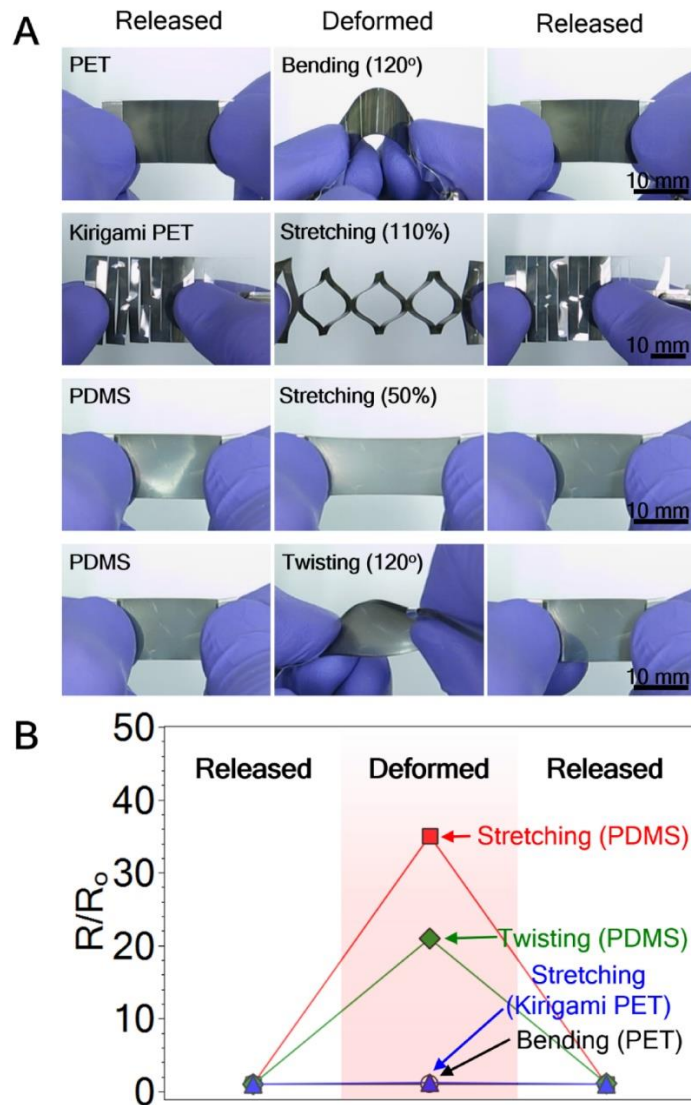 A
Released Deformed Released
PET
Bending (120°)
10 mm
Kirigami PET
Stretching (110%)
10 mm
PDMS
Stretching (50%)
10 mm
PDMS
Twisting (120°)
10 mm
B
50
40
30
20
10
0
R/Ro
Released Deformed Released
Stretching (PDMS)
Twisting (PDMS)
Stretching
(Kirigami PET)
Bending (PET)